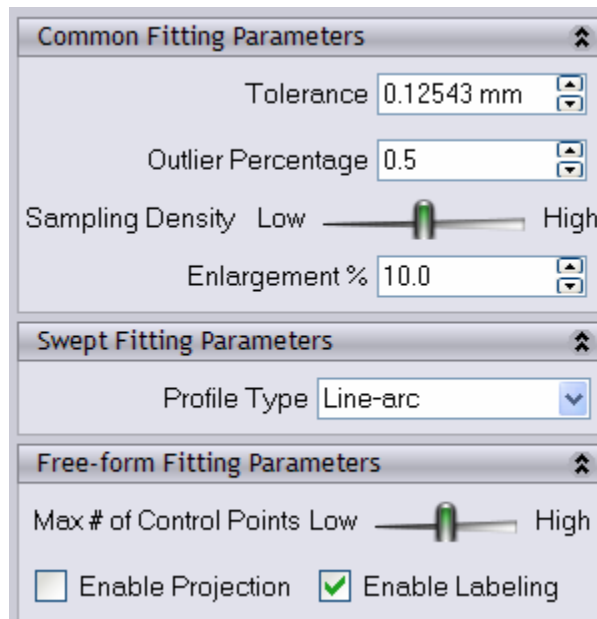 Common Fitting Parameters
Tolerance 0.12543 mm
Outlier Percentage 0.5
Sampling Density Low High
Enlargement % 10.0
Swept Fitting Parameters
Profile Type Line-arc
Free-form Fitting Parameters
Max # of Control Points Low High
Enable Projection Enable Labeling